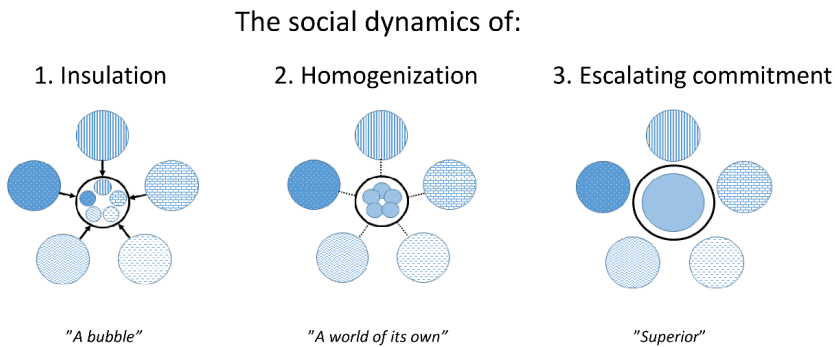 The social dynamics of:
1. Insulation
2. Homogenization
3. Escalating commitment
”A bubble”
”A world of its own”
”Superior”